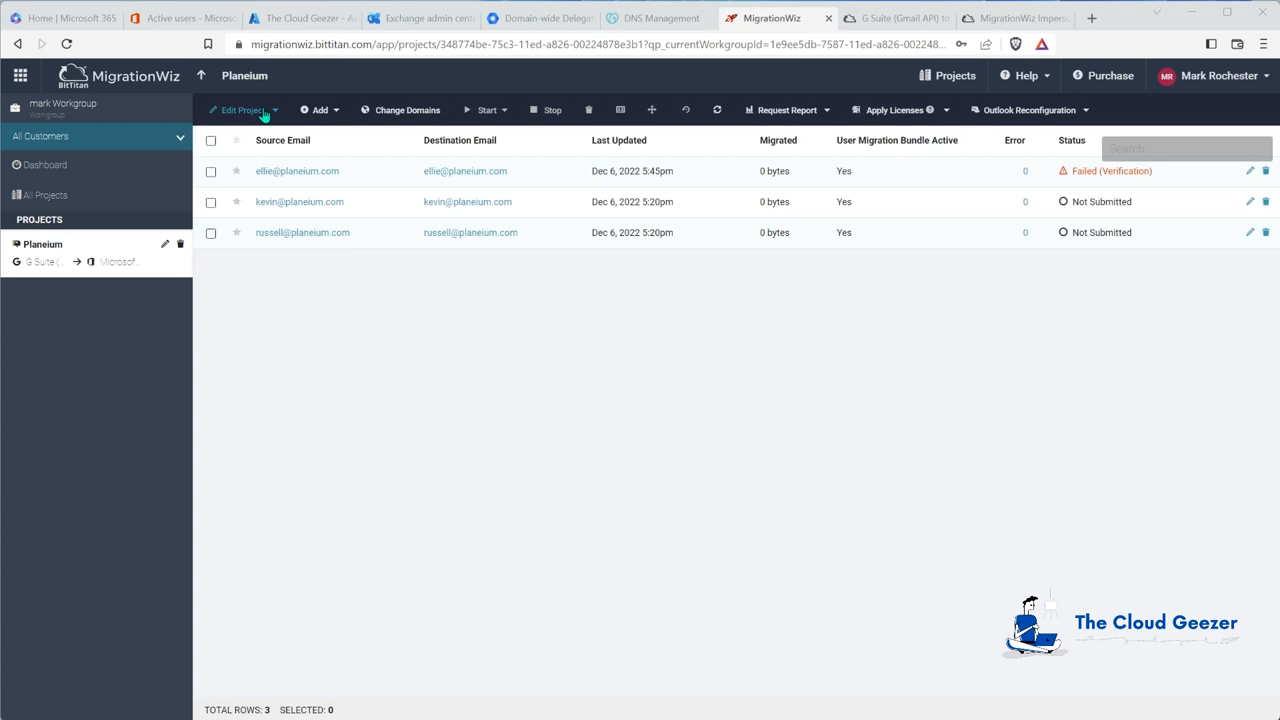 Home | Microsoft 365
Active users - Microso
The Cloud Geezer - Az
Exchange admin cent
Domain-wide Delega
DNS Management
MigrationWiz
G Suite (Gmail API) to
MigrationWiz Impers
migrationwiz.bittitan.com/app/projects/348774be-75c3-11ed-a826-00224878e3b1?qp_currentWorkgroupId=1e9ee5db-7587-11ed-a826-002248...
BitTitan
MigrationWiz
Planeium
Projects
Help
Purchase
MR
Mark Rochester
mark Workgroup
Workgroup
Edit Project
Add
Change Domains
Start
Stop
Request Report
Apply Licenses
Outlook Reconfiguration
All Customers
Dashboard
All Projects
PROJECTS
Planeium
G Suite (..
Microsof..
Source Email
Destination Email
Last Updated
Migrated
User Migration Bundle Active
Error
Status
Search
ellie@planeium.com
ellie@planeium.com
Dec 6, 2022 5:45pm
0 bytes
Yes
0
Failed (Verification)
kevin@planeium.com
kevin@planeium.com
Dec 6, 2022 5:20pm
0 bytes
Yes
0
Not Submitted
russell@planeium.com
russell@planeium.com
Dec 6, 2022 5:20pm
0 bytes
Yes
0
Not Submitted
The Cloud Geezer
TOTAL ROWS: 3
SELECTED: 0